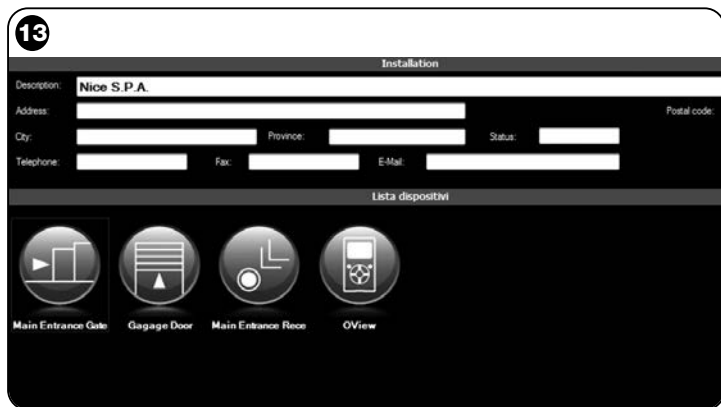 13
Installation
Description: Nice S.P.A.
Address: Postal code:
City: Province: Status:
Telephone: Fax: E-Mail:
Lista dispositivi
Main Entrance Gate Gagage Door Main Entrance Rece OView